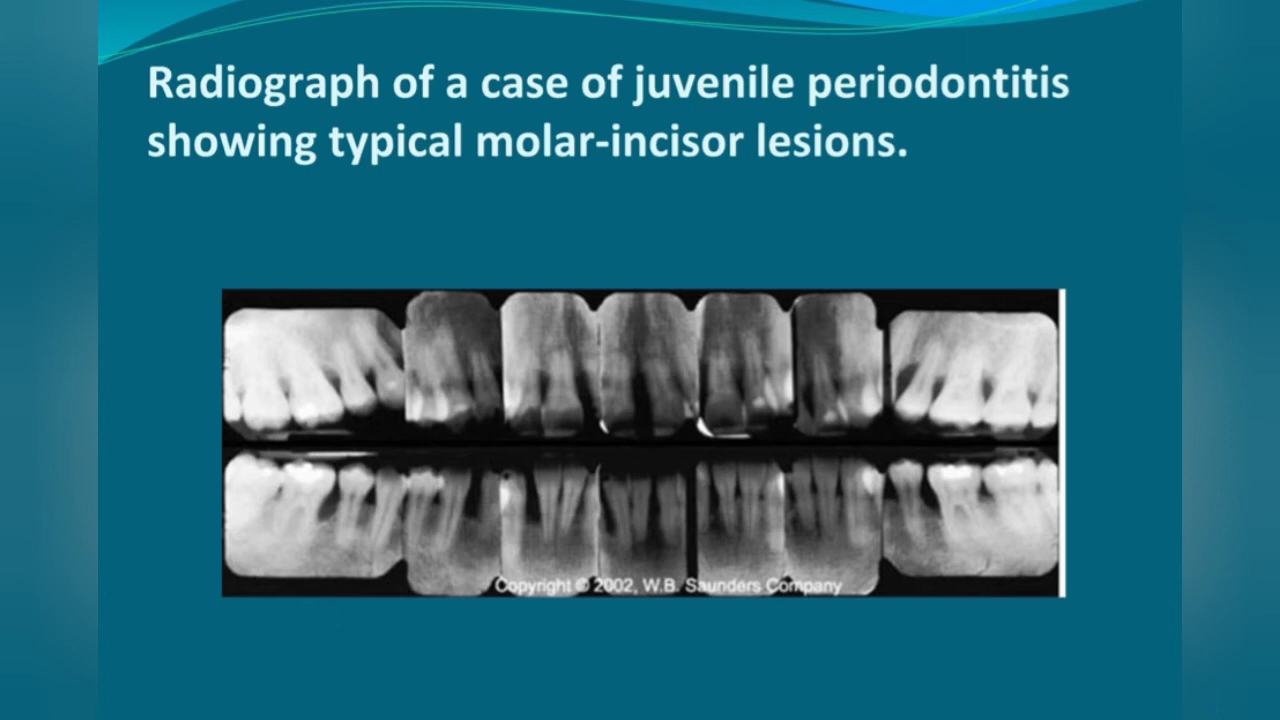 Radiograph of a case of juvenile periodontitis
showing typical molar-incisor lesions.
Copyright © 2002, W.B. Saunders Company